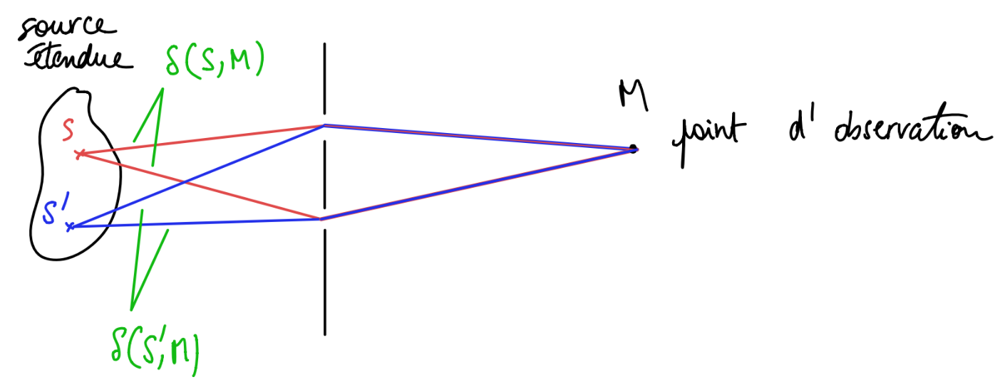 source
étendue
δ(S,M)
S
S'
δ(S',M)
M
point d'observation